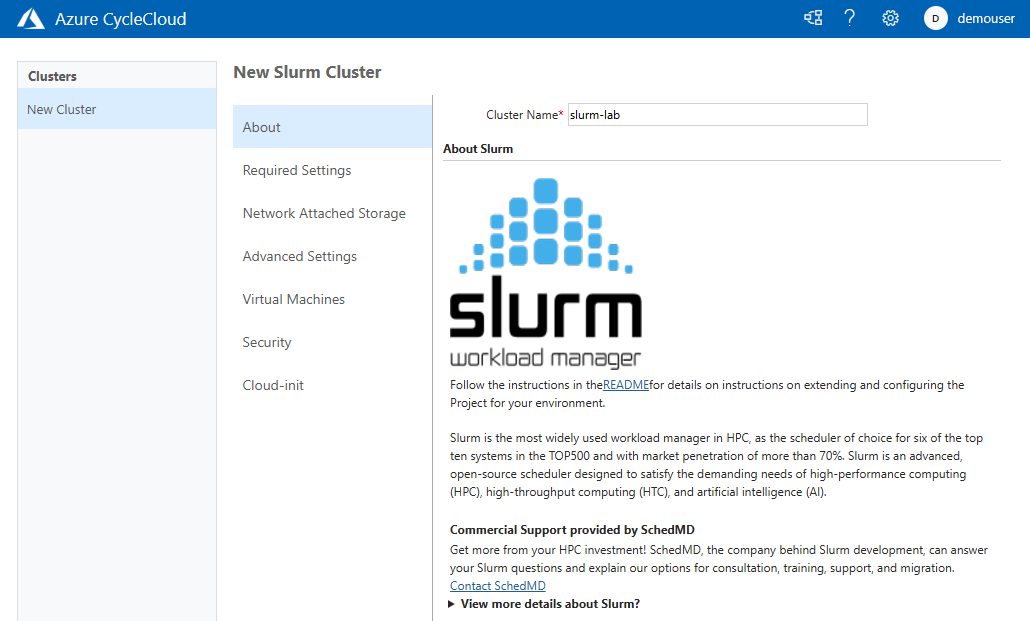 Azure CycleCloud
?
D
demouser
Clusters
New Cluster
New Slurm Cluster
About
Required Settings
Network Attached Storage
Advanced Settings
Virtual Machines
Security
Cloud-init
Cluster Name* slurm-lab
About Slurm
slurm
workload manager
Follow the instructions in theREADMEfor details on instructions on extending and configuring the
Project for your environment.
Slurm is the most widely used workload manager in HPC, as the scheduler of choice for six of the top
ten systems in the TOP500 and with market penetration of more than 70%. Slurm is an advanced,
open-source scheduler designed to satisfy the demanding needs of high-performance computing
(HPC), high-throughput computing (HTC), and artificial intelligence (AI).
Commercial Support provided by SchedMD
Get more from your HPC investment! SchedMD, the company behind Slurm development, can answer
your Slurm questions and explain our options for consultation, training, support, and migration.
Contact SchedMD
View more details about Slurm?